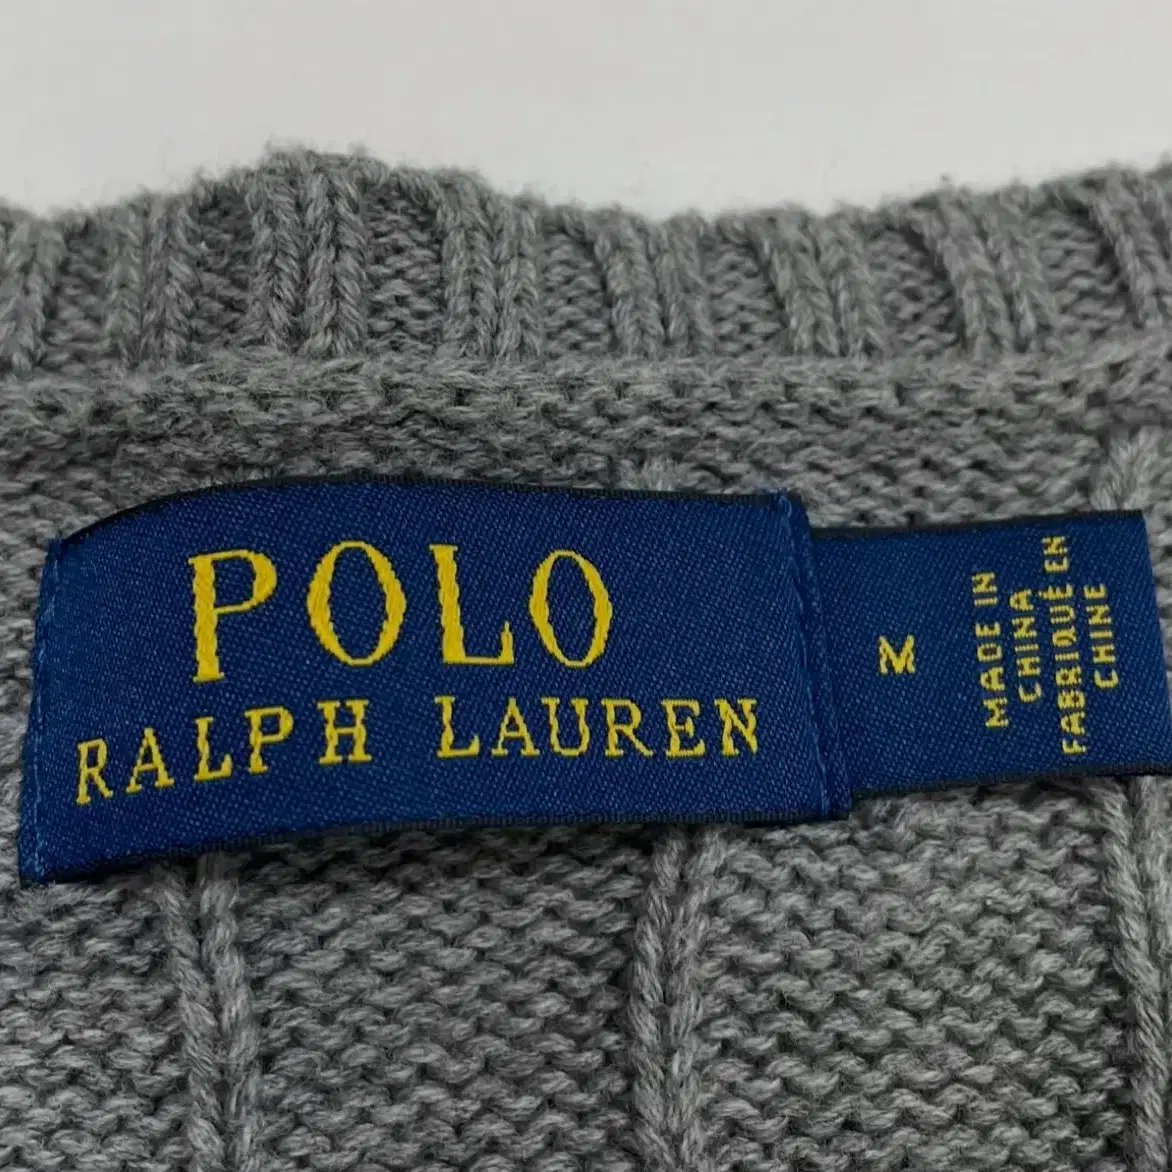 POLO
RALPH LAUREN
M
MADE IN
CHINA
FABRIQUÉ EN
CHINE